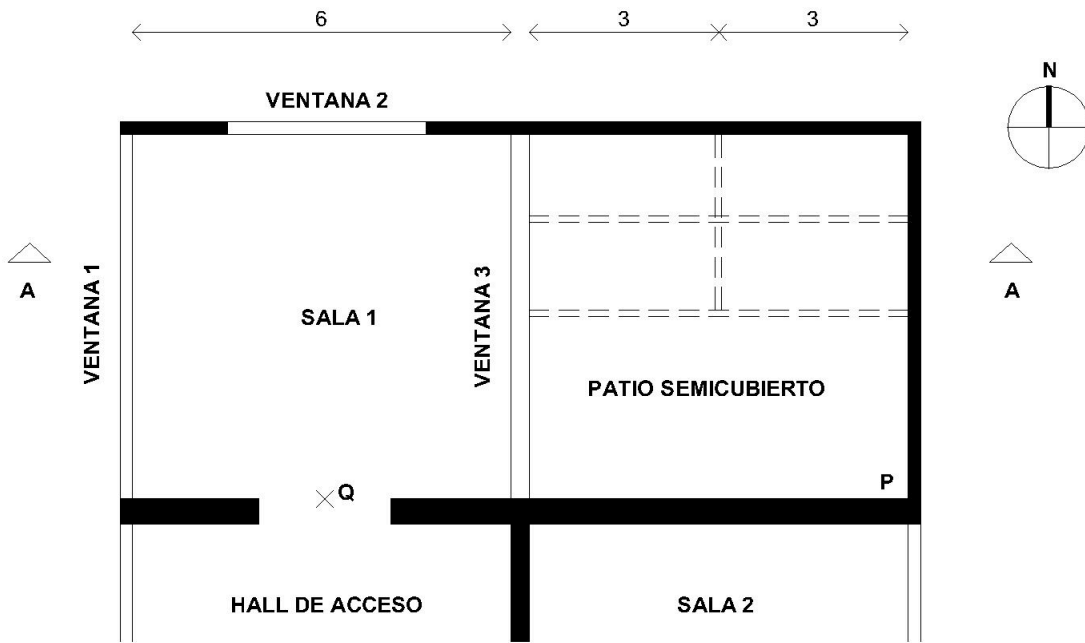 6
3
3
N
VENTANA 2
VENTANA 1
VENTANA 3
A
A
SALA 1
PATIO SEMICUBIERTO
P
Q
HALL DE ACCESO
SALA 2